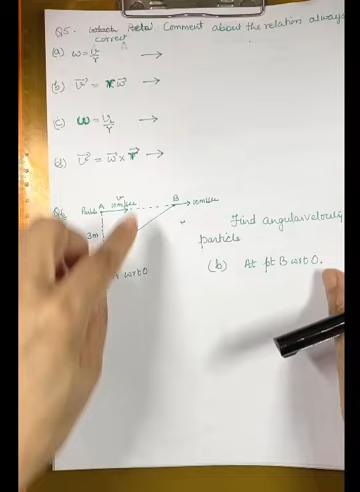 Q5. Comment about the relation always
correct
(a) ω = v/r →
(b) v⃗ = r ω⃗ →
(c) ω = v/r →
(d) v⃗ = ω⃗ × r⃗ →
Q6
A v 10m/sec B 10m/sec
3m
Find angular velocity
particle
A wrt O
(b) At pt B wrt O.